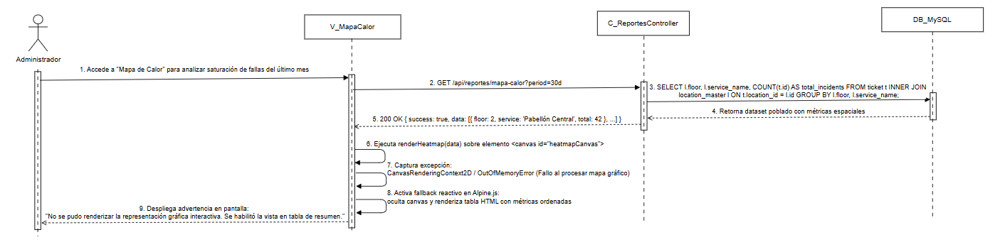 V_MapaCalor
C_ReportesController
DB_MySQL
Administrador
1. Accede a "Mapa de Calor" para analizar saturación de fallas del último mes
2. GET /api/reportes/mapa-calor?period=30d
3. SELECT l.floor, l.service_name, COUNT(t.id) AS total_incidents FROM ticket t INNER JOIN
location_master l ON t.location_id = l.id GROUP BY l.floor, l.service_name;
4. Retorna dataset poblado con métricas espaciales
5. 200 OK { success: true, data: [{ floor: 2, service: 'Pabellón Central', total: 42 }, ...] }
6. Ejecuta renderHeatmap(data) sobre elemento <canvas id="heatmapCanvas">
7. Captura excepción:
CanvasRenderingContext2D / OutOfMemoryError (Fallo al procesar mapa gráfico)
8. Activa fallback reactivo en Alpine.js:
oculta canvas y renderiza tabla HTML con métricas ordenadas
9. Despliega advertencia en pantalla:
"No se pudo renderizar la representación gráfica interactiva. Se habilitó la vista en tabla de resumen."